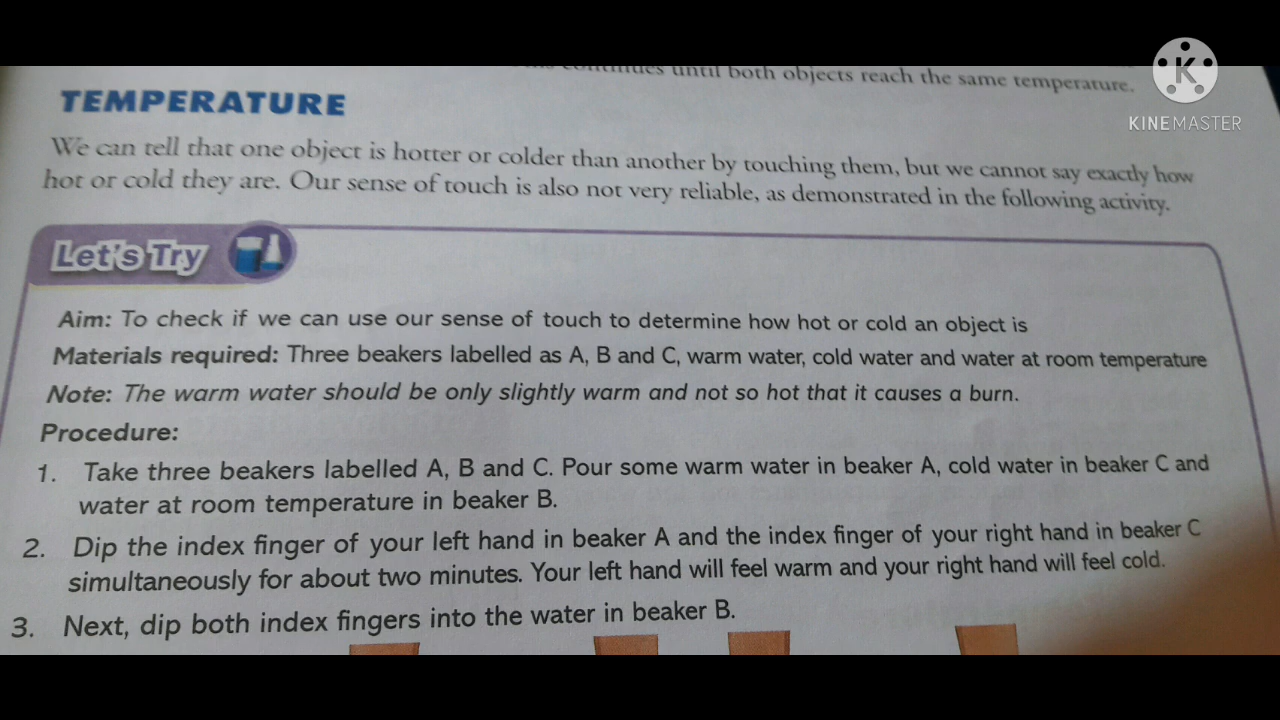 until both objects reach the same temperature.
KINEMASTER
TEMPERATURE
We can tell that one object is hotter or colder than another by touching them, but we cannot say exactly how
hot or cold they are. Our sense of touch is also not very reliable, as demonstrated in the following activity.
Let's Try
Aim: To check if we can use our sense of touch to determine how hot or cold an object is
Materials required: Three beakers labelled as A, B and C, warm water, cold water and water at room temperature
Note: The warm water should be only slightly warm and not so hot that it causes a burn.
Procedure:
1. Take three beakers labelled A, B and C. Pour some warm water in beaker A, cold water in beaker C and
water at room temperature in beaker B.
2. Dip the index finger of your left hand in beaker A and the index finger of your right hand in beaker C
simultaneously for about two minutes. Your left hand will feel warm and your right hand will feel cold.
3. Next, dip both index fingers into the water in beaker B.